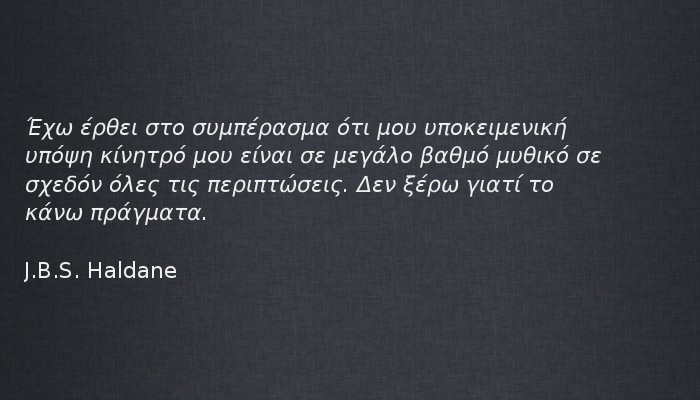 Έχω έρθει στο συμπέρασμα ότι μου υποκειμενική
υπόψη κίνητρό μου είναι σε μεγάλο βαθμό μυθικό σε
σχεδόν όλες τις περιπτώσεις. Δεν ξέρω γιατί το
κάνω πράγματα.
J.B.S. Haldane